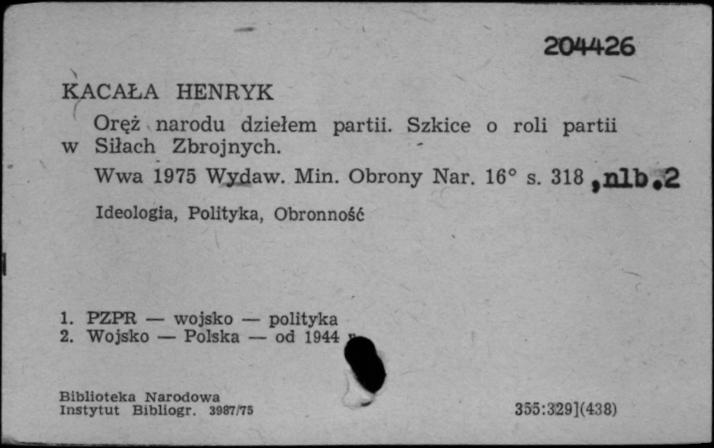 204426
KACAŁA HENRYK
Oręż narodu dziełem partii. Szkice o roli partii
w Siłach Zbrojnych.
Wwa 1975 Wydaw. Min. Obrony Nar. 16° s. 318 ,nlb.2
Ideologia, Polityka, Obronność
1. PZPR — wojsko — polityka
2. Wojsko — Polska — od 1944
Biblioteka Narodowa
Instytut Bibliogr. 3987/75
355:329](438)